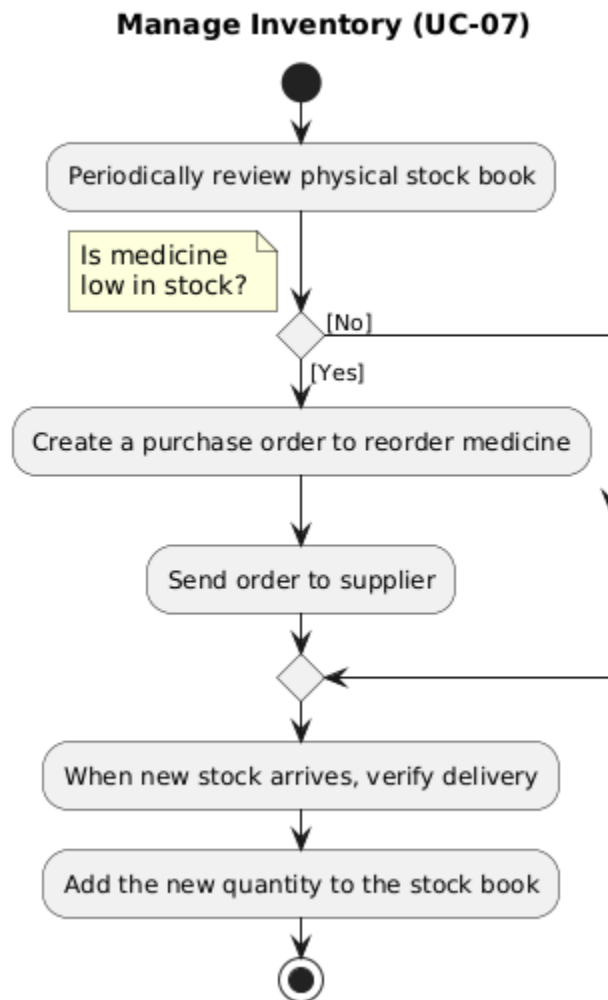 Manage Inventory (UC-07)
Periodically review physical stock book
Is medicine
low in stock?
[No]
[Yes]
Create a purchase order to reorder medicine
Send order to supplier
When new stock arrives, verify delivery
Add the new quantity to the stock book